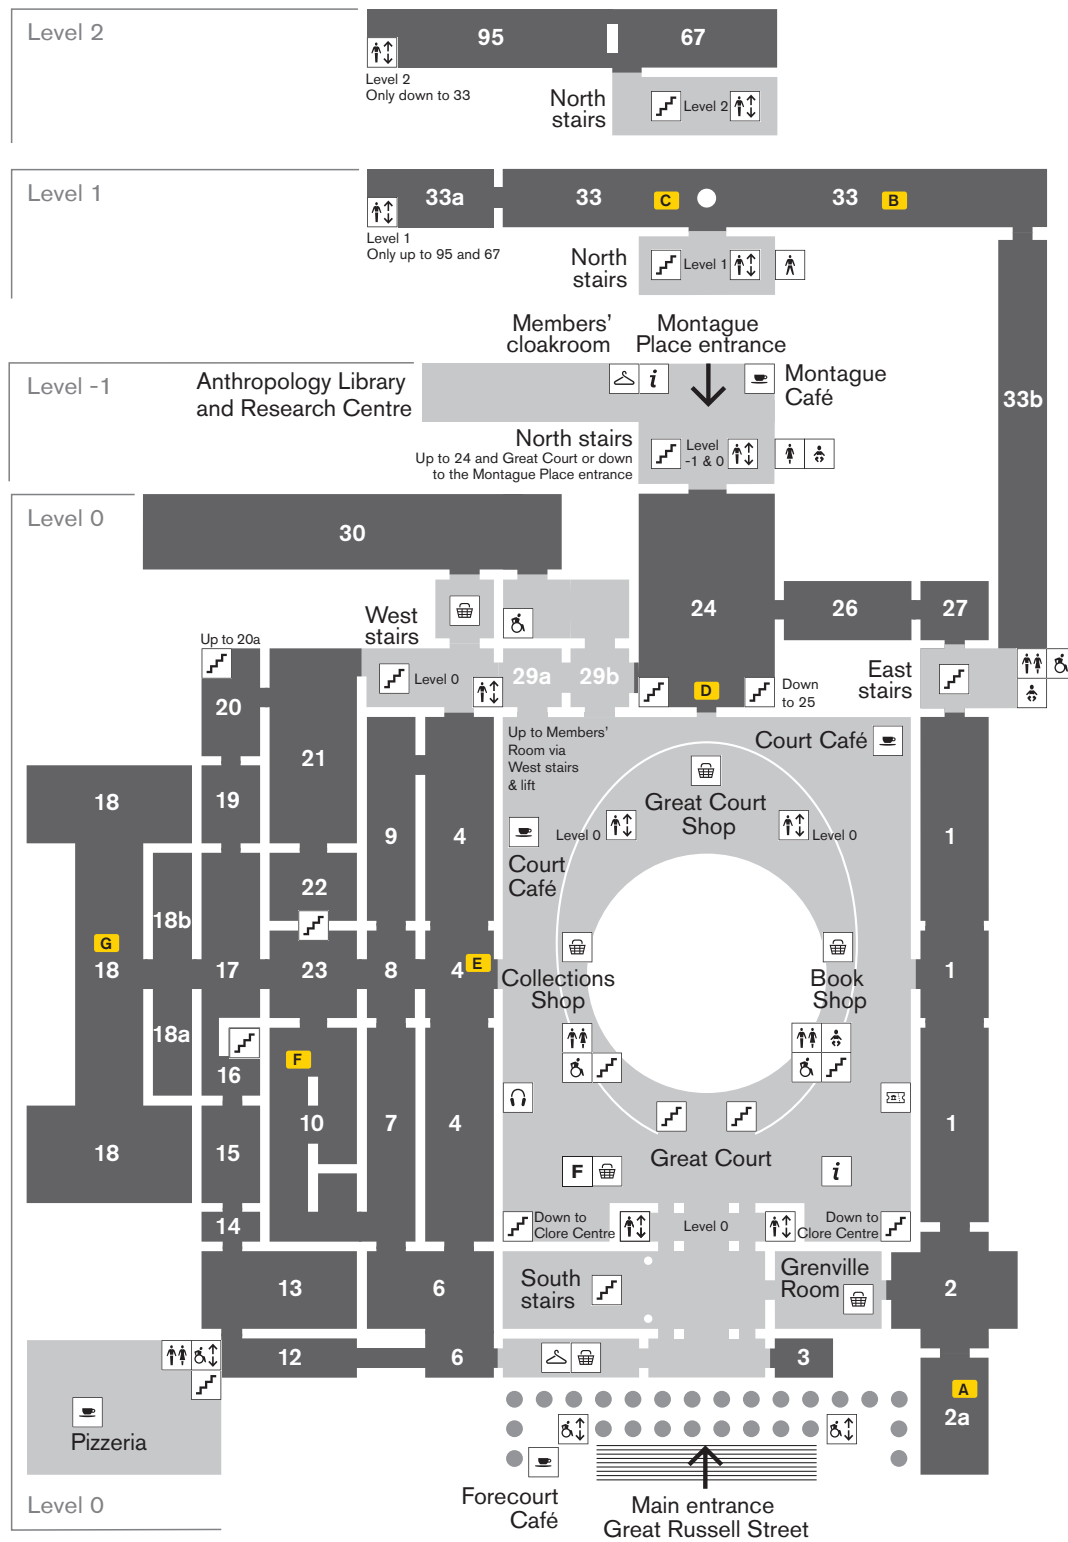 Level 2
95
67
Level 2
Only down to 33
North
stairs
Level 2
Level 1
33a
33
C
33
B
Level 1
Only up to 95 and 67
North
stairs
Level 1
Members’
cloakroom
Montague
Place entrance
Level -1
Anthropology Library
and Research Centre
i
Montague
Café
33b
North stairs
Up to 24 and Great Court or down
to the Montague Place entrance
Level
-1 & 0
Level 0
30
24
26
27
West
stairs
Up to 20a
Level 0
29a
29b
D
Down
to 25
East
stairs
20
21
Up to Members’
Room via
West stairs
& lift
Court Café
Great Court
Shop
18
19
9
4
Level 0
Level 0
1
Court
Café
22
18b
G
18
17
23
8
4
E
Collections
Shop
Book
Shop
1
18a
16
F
10
7
4
1
18
15
Great Court
F
i
14
Down to
Clore Centre
Level 0
Down to
Clore Centre
13
6
South
stairs
Grenville
Room
2
12
6
3
A
2a
Pizzeria
Forecourt
Café
Main entrance
Great Russell Street
Level 0